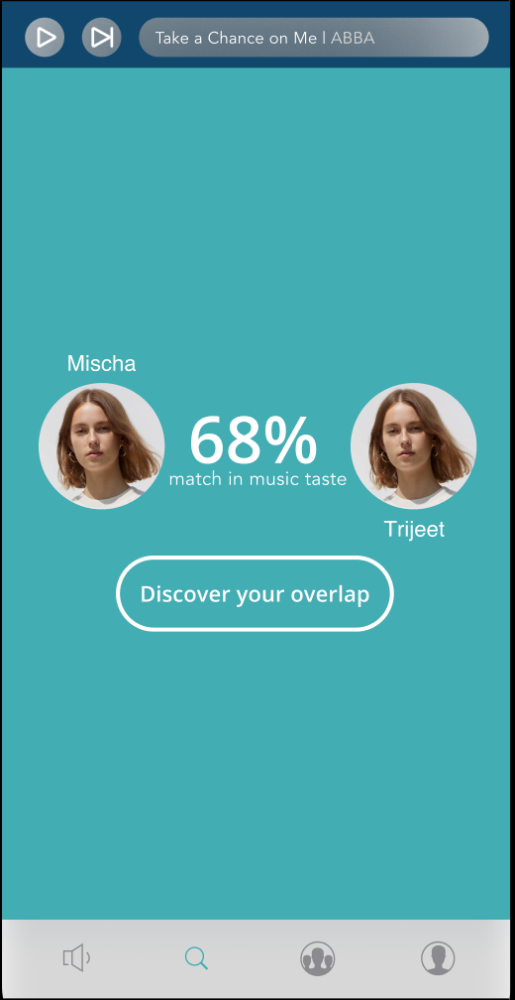 Take a Chance on Me | ABBA
Mischa
68%
match in music taste
Trijeet
Discover your overlap